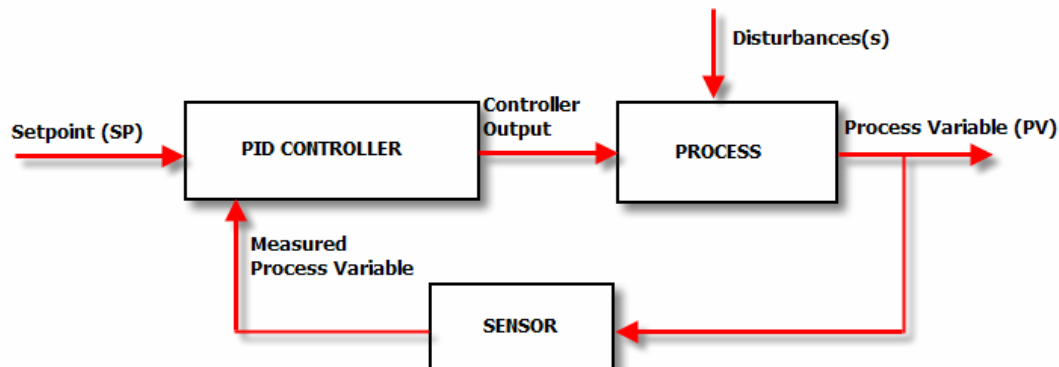 Disturbances(s)
Setpoint (SP)
PID CONTROLLER
Controller
Output
PROCESS
Process Variable (PV)
Measured
Process Variable
SENSOR